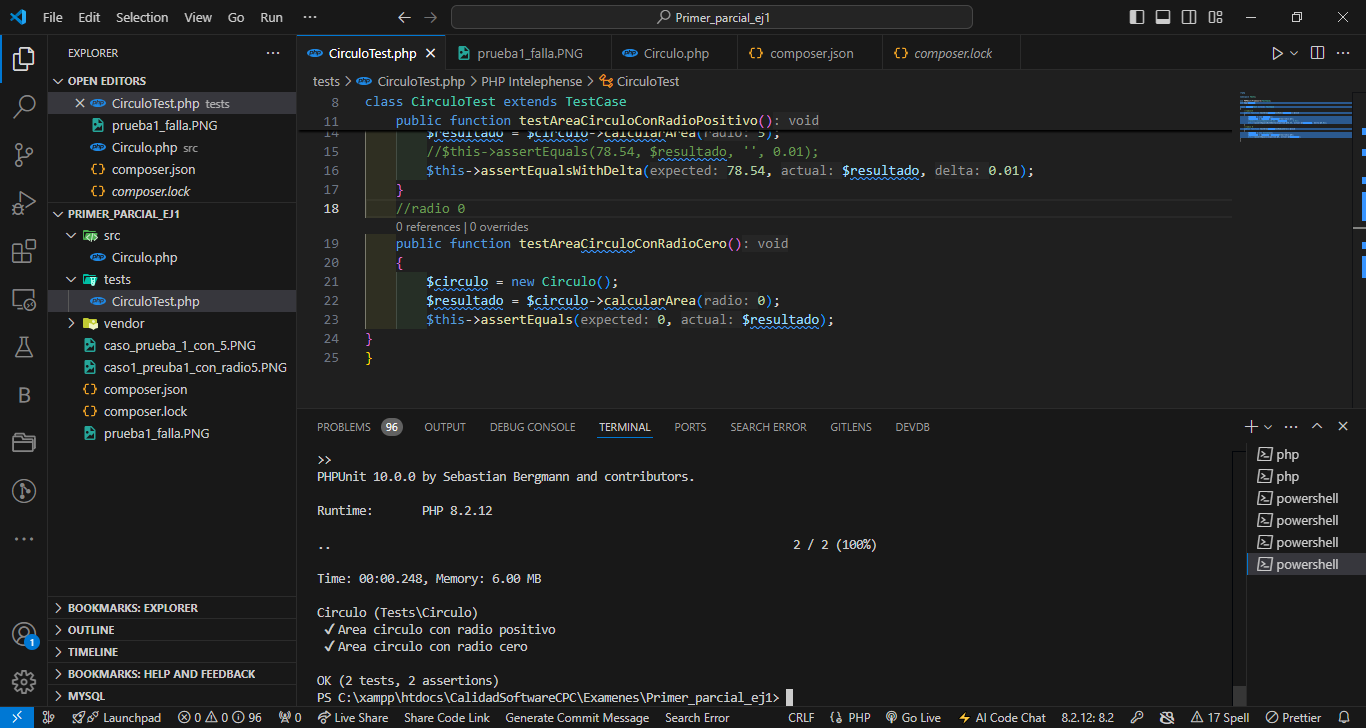 File Edit Selection View Go Run ··· Primer_parcial_ej1
EXPLORER ···
OPEN EDITORS
CirculoTest.php tests
prueba1_falla.PNG
Circulo.php src
composer.json
composer.lock
PRIMER_PARCIAL_EJ1
src
Circulo.php
tests
CirculoTest.php
vendor
caso_prueba_1_con_5.PNG
caso1_preuba1_con_radio5.PNG
composer.json
composer.lock
prueba1_falla.PNG
BOOKMARKS: EXPLORER
OUTLINE
TIMELINE
BOOKMARKS: HELP AND FEEDBACK
MYSQL
CirculoTest.php prueba1_falla.PNG Circulo.php composer.json composer.lock
tests > CirculoTest.php > PHP Intelephense > CirculoTest
8 class CirculoTest extends TestCase
11 public function testAreaCirculoConRadioPositivo(): void
14 $resultado = $circulo->calcularArea(radio: 5);
15 //$this->assertEquals(78.54, $resultado, '', 0.01);
16 $this->assertEqualsWithDelta(expected: 78.54, actual: $resultado, delta: 0.01);
17 }
18 //radio 0
0 references | 0 overrides
19 public function testAreaCirculoConRadioCero(): void
20 {
21 $circulo = new Circulo();
22 $resultado = $circulo->calcularArea(radio: 0);
23 $this->assertEquals(expected: 0, actual: $resultado);
24 }
25 }
PROBLEMS 96 OUTPUT DEBUG CONSOLE TERMINAL PORTS SEARCH ERROR GITLENS DEVDB
>>
PHPUnit 10.0.0 by Sebastian Bergmann and contributors.
Runtime: PHP 8.2.12
.. 2 / 2 (100%)
Time: 00:00.248, Memory: 6.00 MB
Circulo (Tests\Circulo)
✓ Area circulo con radio positivo
✓ Area circulo con radio cero
OK (2 tests, 2 assertions)
PS C:\xampp\htdocs\CalidadSoftwareCPC\Examenes\Primer_parcial_ej1>
php
php
powershell
powershell
powershell
powershell
B
1
Launchpad 0 0 96 0 Live Share Share Code Link Generate Commit Message Search Error CRLF PHP Go Live AI Code Chat 8.2.12: 8.2 17 Spell Prettier